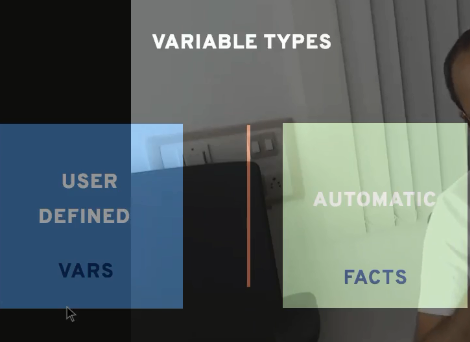 VARIABLE TYPES
USER
DEFINED
VARS
AUTOMATIC
FACTS